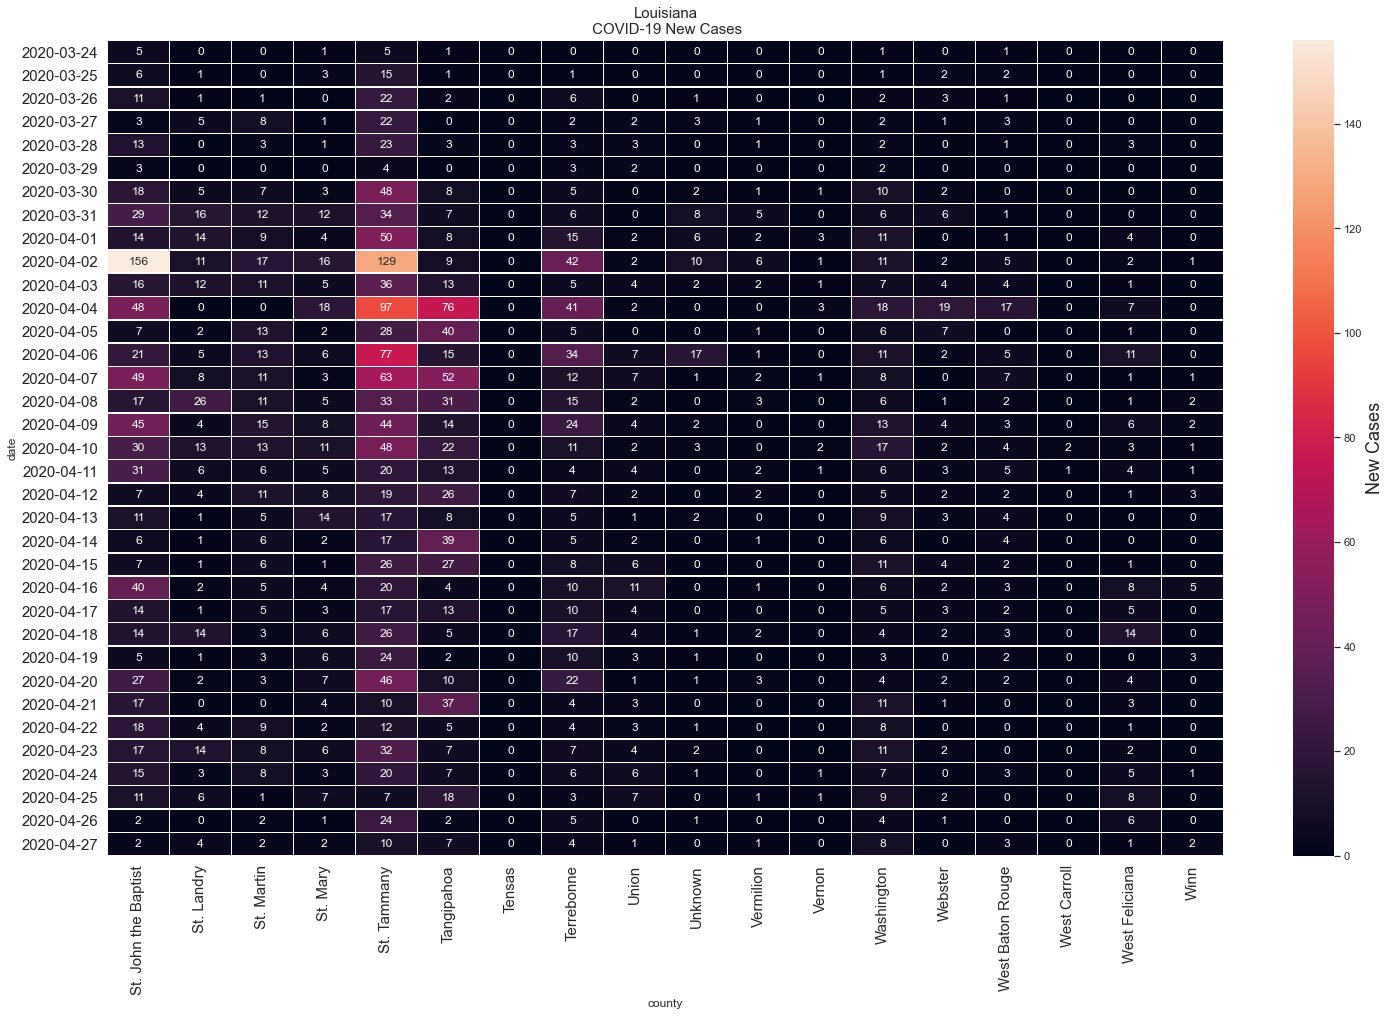 Louisiana
COVID-19 New Cases
2020-03-24 5 0 0 1 5 1 0 0 0 0 0 0 1 0 1 0 0 0
2020-03-25 6 1 0 3 15 1 0 1 0 0 0 0 1 2 2 0 0 0
2020-03-26 11 1 1 0 22 2 0 6 0 1 0 0 2 3 1 0 0 0
2020-03-27 3 5 8 1 22 0 0 2 2 3 1 0 2 1 3 0 0 0
2020-03-28 13 0 3 1 23 3 0 3 3 0 1 0 2 0 1 0 3 0
2020-03-29 3 0 0 0 4 0 0 3 2 0 0 0 2 0 0 0 0 0
2020-03-30 18 5 7 3 48 8 0 5 0 2 1 1 10 2 0 0 0 0
2020-03-31 29 16 12 12 34 7 0 6 0 8 5 0 6 6 1 0 0 0
2020-04-01 14 14 9 4 50 8 0 15 2 6 2 3 11 0 1 0 4 0
2020-04-02 156 11 17 16 129 9 0 42 2 10 6 1 11 2 5 0 2 1
2020-04-03 16 12 11 5 36 13 0 5 4 2 2 1 7 4 4 0 1 0
2020-04-04 48 0 0 18 97 76 0 41 2 0 0 3 18 19 17 0 7 0
2020-04-05 7 2 13 2 28 40 0 5 0 0 1 0 6 7 0 0 1 0
2020-04-06 21 5 13 6 77 15 0 34 7 17 1 0 11 2 5 0 11 0
2020-04-07 49 8 11 3 63 52 0 12 7 1 2 1 8 0 7 0 1 1
2020-04-08 17 26 11 5 33 31 0 15 2 0 3 0 6 1 2 0 1 2
2020-04-09 45 4 15 8 44 14 0 24 4 2 0 0 13 4 3 0 6 2
2020-04-10 30 13 13 11 48 22 0 11 2 3 0 2 17 2 4 2 3 1
2020-04-11 31 6 6 5 20 13 0 4 4 0 2 1 6 3 5 1 4 1
2020-04-12 7 4 11 8 19 26 0 7 2 0 2 0 5 2 2 0 1 3
2020-04-13 11 1 5 14 17 8 0 5 1 2 0 0 9 3 4 0 0 0
2020-04-14 6 1 6 2 17 39 0 5 2 0 1 0 6 0 4 0 0 0
2020-04-15 7 1 6 1 26 27 0 8 6 0 0 0 11 4 2 0 1 0
2020-04-16 40 2 5 4 20 4 0 10 11 0 1 0 6 2 3 0 8 5
2020-04-17 14 1 5 3 17 13 0 10 4 0 0 0 5 3 2 0 5 0
2020-04-18 14 14 3 6 26 5 0 17 4 1 2 0 4 2 3 0 14 0
2020-04-19 5 1 3 6 24 2 0 10 3 1 0 0 3 0 2 0 0 3
2020-04-20 27 2 3 7 46 10 0 22 1 1 3 0 4 2 2 0 4 0
2020-04-21 17 0 0 4 10 37 0 4 3 0 0 0 11 1 0 0 3 0
2020-04-22 18 4 9 2 12 5 0 4 3 1 0 0 8 0 0 0 1 0
2020-04-23 17 14 8 6 32 7 0 7 4 2 0 0 11 2 0 0 2 0
2020-04-24 15 3 8 3 20 7 0 6 6 1 0 1 7 0 3 0 5 1
2020-04-25 11 6 1 7 7 18 0 3 7 0 1 1 9 2 0 0 8 0
2020-04-26 2 0 2 1 24 2 0 5 0 1 0 0 4 1 0 0 6 0
2020-04-27 2 4 2 2 10 7 0 4 1 0 1 0 8 0 3 0 1 2
date
St. John the Baptist
St. Landry
St. Martin
St. Mary
St. Tammany
Tangipahoa
Tensas
Terrebonne
Union
Unknown
Vermilion
Vernon
Washington
Webster
West Baton Rouge
West Carroll
West Feliciana
Winn
county
140
120
100
80
60
40
20
0
New Cases